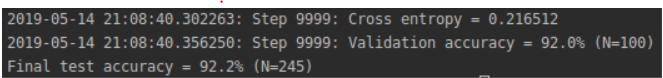 2019-05-14 21:08:40.302263: Step 9999: Cross entropy = 0.216512
2019-05-14 21:08:40.356250: Step 9999: Validation accuracy = 92.0% (N=100)
Final test accuracy = 92.2% (N=245)